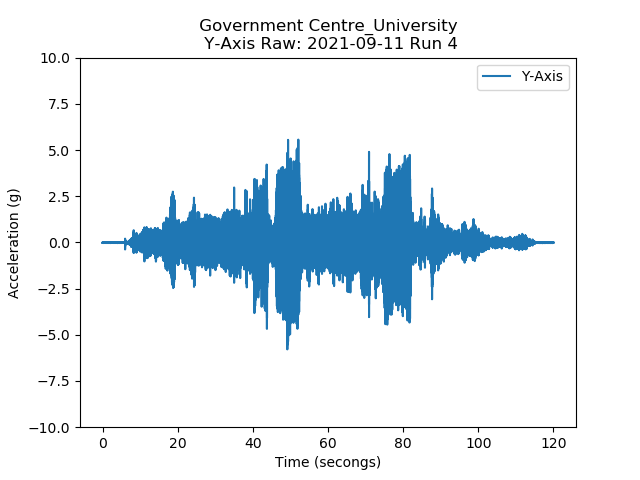 Government Centre_University
Y-Axis Raw: 2021-09-11 Run 4
Y-Axis
10.0
7.5
5.0
2.5
0.0
−2.5
−5.0
−7.5
−10.0
Acceleration (g)
0 20 40 60 80 100 120
Time (secongs)